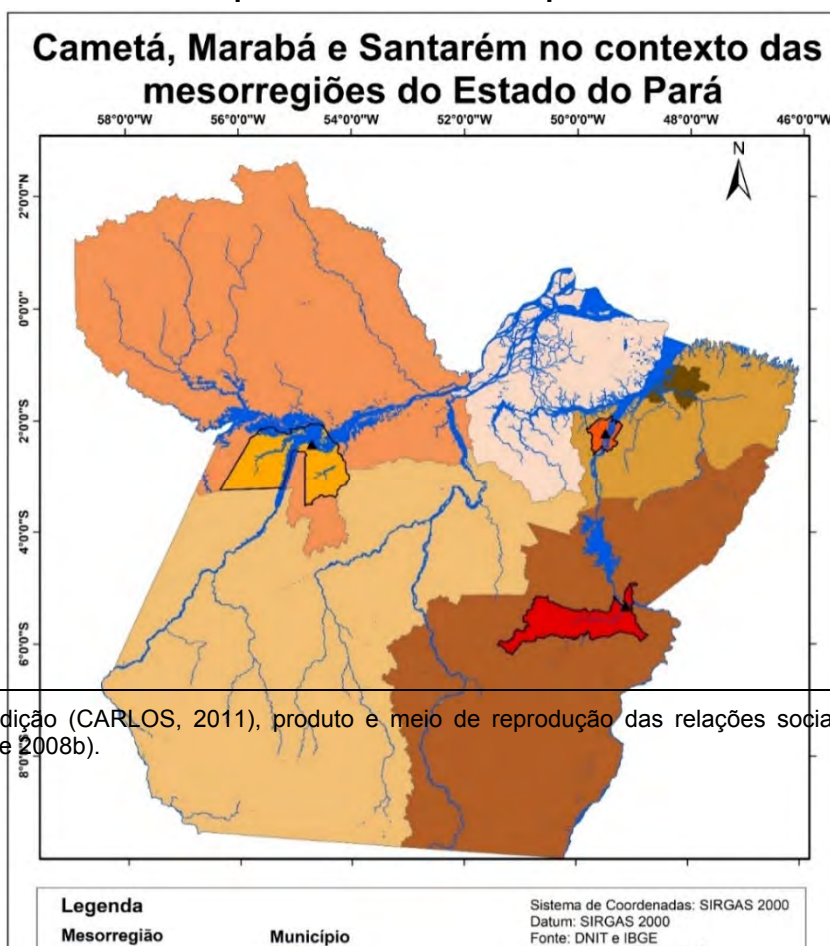 Cametá, Marabá e Santarém no contexto das
mesorregiões do Estado do Pará
58°0'0"W 56°0'0"W 54°0'0"W 52°0'0"W 50°0'0"W 48°0'0"W 46°0'0"W
N
2°0'0"N
0°0'0"
2°0'0"S
4°0'0"S
6°0'0"S
8°0'0"S
dição (CARLOS, 2011), produto e meio de reprodução das relações socia
e 2008b).
Legenda
Mesorregião
Município
Sistema de Coordenadas: SIRGAS 2000
Datum: SIRGAS 2000
Fonte: DNIT e IBGE